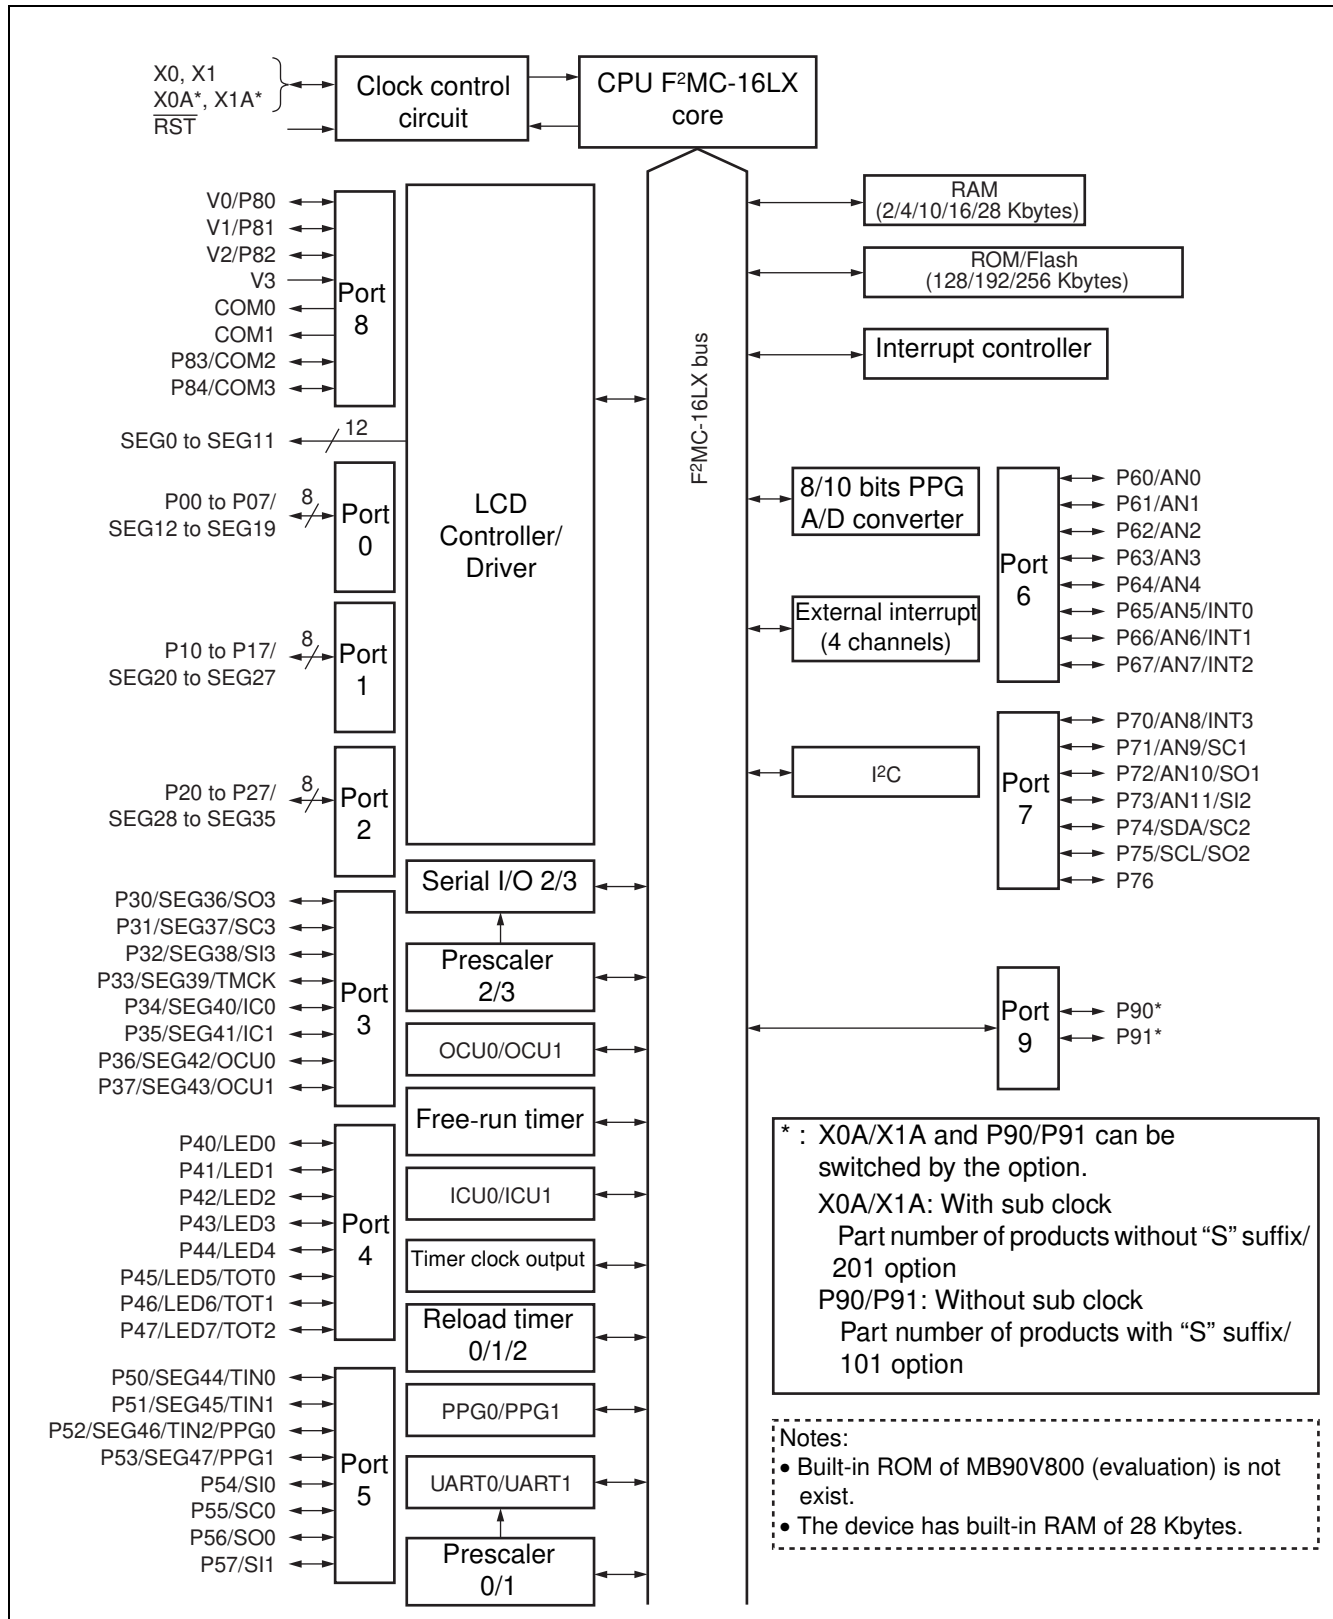 X0, X1
X0A*, X1A*
RST
Clock control
circuit
CPU F²MC-16LX
core
V0/P80
V1/P81
V2/P82
V3
COM0
COM1
P83/COM2
P84/COM3
Port
8
SEG0 to SEG11
12
P00 to P07/
SEG12 to SEG19
8
Port
0
P10 to P17/
SEG20 to SEG27
8
Port
1
P20 to P27/
SEG28 to SEG35
8
Port
2
LCD
Controller/
Driver
P30/SEG36/SO3
P31/SEG37/SC3
P32/SEG38/SI3
P33/SEG39/TMCK
P34/SEG40/IC0
P35/SEG41/IC1
P36/SEG42/OCU0
P37/SEG43/OCU1
Port
3
P40/LED0
P41/LED1
P42/LED2
P43/LED3
P44/LED4
P45/LED5/TOT0
P46/LED6/TOT1
P47/LED7/TOT2
Port
4
P50/SEG44/TIN0
P51/SEG45/TIN1
P52/SEG46/TIN2/PPG0
P53/SEG47/PPG1
P54/SI0
P55/SC0
P56/SO0
P57/SI1
Port
5
Serial I/O 2/3
Prescaler
2/3
OCU0/OCU1
Free-run timer
ICU0/ICU1
Timer clock output
Reload timer
0/1/2
PPG0/PPG1
UART0/UART1
Prescaler
0/1
F²MC-16LX bus
RAM
(2/4/10/16/28 Kbytes)
ROM/Flash
(128/192/256 Kbytes)
Interrupt controller
8/10 bits PPG
A/D converter
External interrupt
(4 channels)
I²C
Port
6
P60/AN0
P61/AN1
P62/AN2
P63/AN3
P64/AN4
P65/AN5/INT0
P66/AN6/INT1
P67/AN7/INT2
Port
7
P70/AN8/INT3
P71/AN9/SC1
P72/AN10/SO1
P73/AN11/SI2
P74/SDA/SC2
P75/SCL/SO2
P76
Port
9
P90*
P91*
* : X0A/X1A and P90/P91 can be
switched by the option.
X0A/X1A: With sub clock
Part number of products without “S” suffix/
201 option
P90/P91: Without sub clock
Part number of products with “S” suffix/
101 option
Notes:
• Built-in ROM of MB90V800 (evaluation) is not
exist.
• The device has built-in RAM of 28 Kbytes.